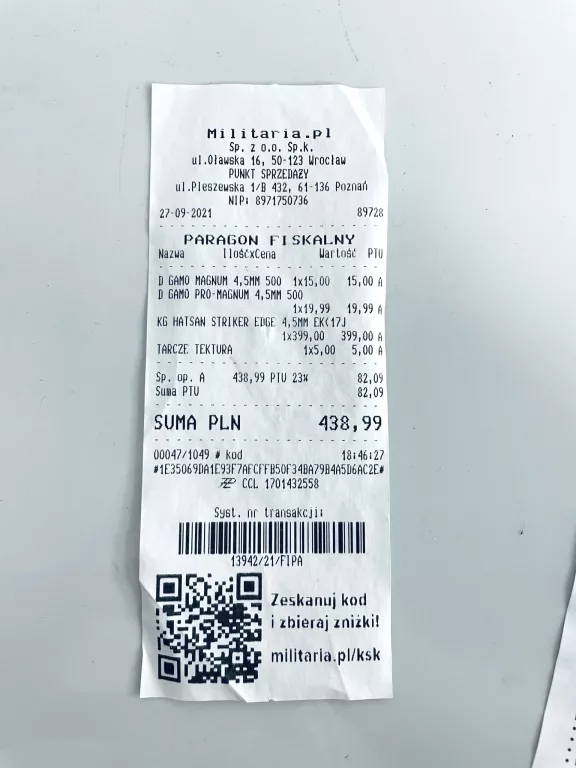 Militaria.pl
Sp. z o.o. Sp.k.
ul.Oławska 16, 50-123 Wrocław
PUNKT SPRZEDAŻY
ul.Pleszewska 1/B 432, 61-136 Poznań
NIP: 8971750736
27-09-2021 89728
PARAGON FISKALNY
Nazwa IlośćxCena Wartość PTU
D GAMO MAGNUM 4,5MM 500 1x15,00 15,00 A
D GAMO PRO-MAGNUM 4,5MM 500
1x19,99 19,99 A
KG HATSAN STRIKER EDGE 4,5MM EK<17J
1x399,00 399,00 A
TARCZE TEKTURA 1x5,00 5,00 A
Sp. op. A 438,99 PTU 23% 82,09
Suma PTU 82,09
SUMA PLN 438,99
00047/1049 # kod 18:46:27
#1E35069DA1E93F7AFCFFB50F34BA79B4A5D6AC2E#
CCL 1701432558
Syst. nr transakcji:
13942/21/FIPA
Zeskanuj kod
i zbieraj zniżki!
militaria.pl/ksk